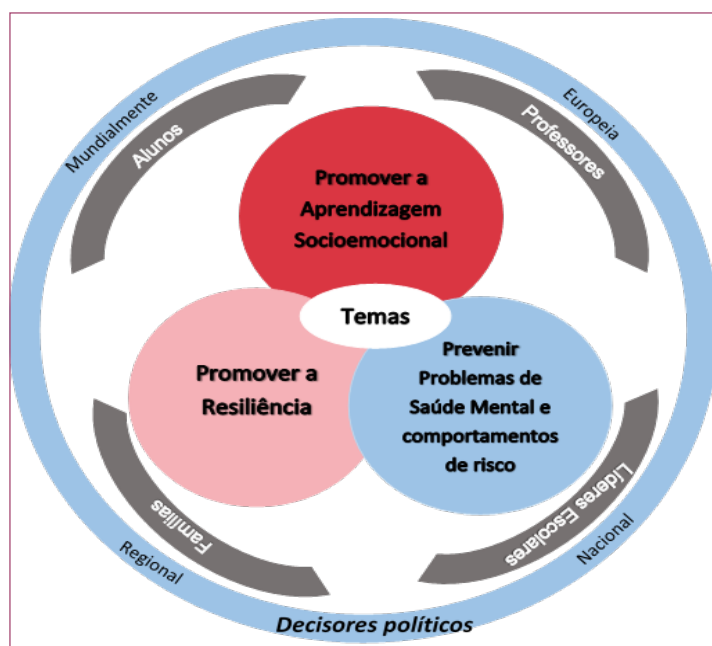 Mundialmente
Europeia
Alunos
Professores
Promover a
Aprendizagem
Socioemocional
Temas
Promover a
Resiliência
Prevenir
Problemas de
Saúde Mental e
comportamentos
de risco
Famílias
Líderes Escolares
Regional
Nacional
Decisores políticos